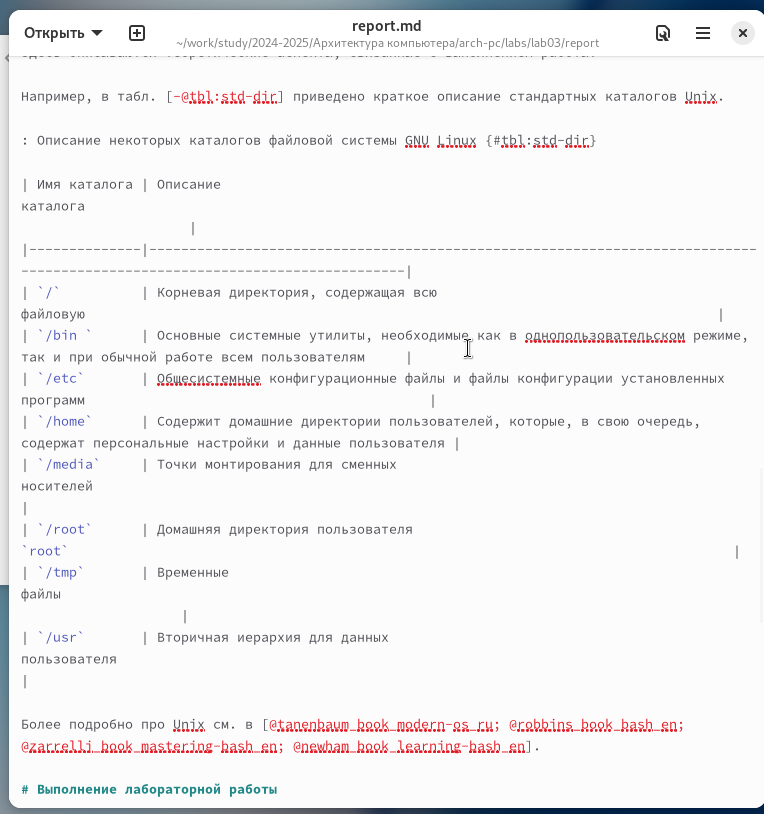 Открыть
report.md
~/work/study/2024-2025/Архитектура компьютера/arch-pc/labs/lab03/report
Например, в табл. [-@tbl:std-dir] приведено краткое описание стандартных каталогов Unix.
: Описание некоторых каталогов файловой системы GNU Linux {#tbl:std-dir}
| Имя каталога | Описание
каталога
|
|--------------|----------------------------------------------------------------------------
------------------------------------------------|
| `/` | Корневая директория, содержащая всю
файловую |
| `/bin ` | Основные системные утилиты, необходимые как в однопользовательском режиме,
так и при обычной работе всем пользователям |
| `/etc` | Общесистемные конфигурационные файлы и файлы конфигурации установленных
программ |
| `/home` | Содержит домашние директории пользователей, которые, в свою очередь,
содержат персональные настройки и данные пользователя |
| `/media` | Точки монтирования для сменных
носителей
|
| `/root` | Домашняя директория пользователя
`root` |
| `/tmp` | Временные
файлы
|
| `/usr` | Вторичная иерархия для данных
пользователя
|
Более подробно про Unix см. в [@tanenbaum_book_modern-os_ru; @robbins_book_bash_en;
@zarrelli_book_mastering-bash_en; @newham_book_learning-bash_en].
# Выполнение лабораторной работы